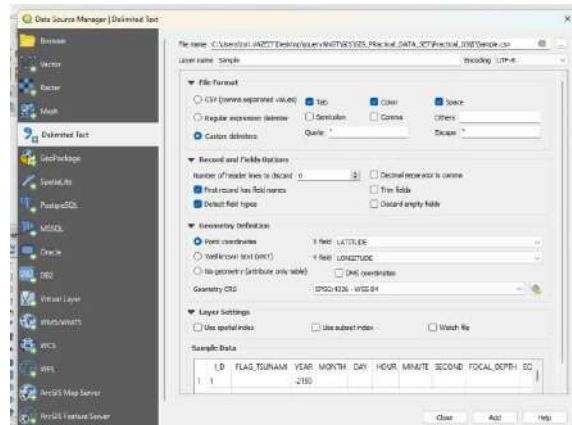 Data Source Manager | Delimited Text
Browser
Vector
Raster
Mesh
Delimited Text
GeoPackage
SpatiaLite
PostgreSQL
MSSQL
Oracle
DB2
Virtual Layer
WMS/WMTS
WCS
WFS
ArcGIS Map Server
ArcGIS Feature Server
File name
Layer name Sample Encoding UTF-8
File Format
CSV (comma separated values) Tab Colon Space
Regular expression delimiter Semicolon Comma Others
Custom delimiters Quote " Escape "
Record and Fields Options
Number of header lines to discard 0 Decimal separator is comma
First record has field names Trim fields
Detect field types Discard empty fields
Geometry Definition
Point coordinates X field LATITUDE
Well known text (WKT) Y field LONGITUDE
No geometry (attribute only table) DMS coordinates
Geometry CRS EPSG:4326 - WGS 84
Layer Settings
Use spatial index Use subset index Watch file
Sample Data
I_D FLAG_TSUNAMI YEAR MONTH DAY HOUR MINUTE SECOND FOCAL_DEPTH EQ
1 1 -2150
Close Add Help